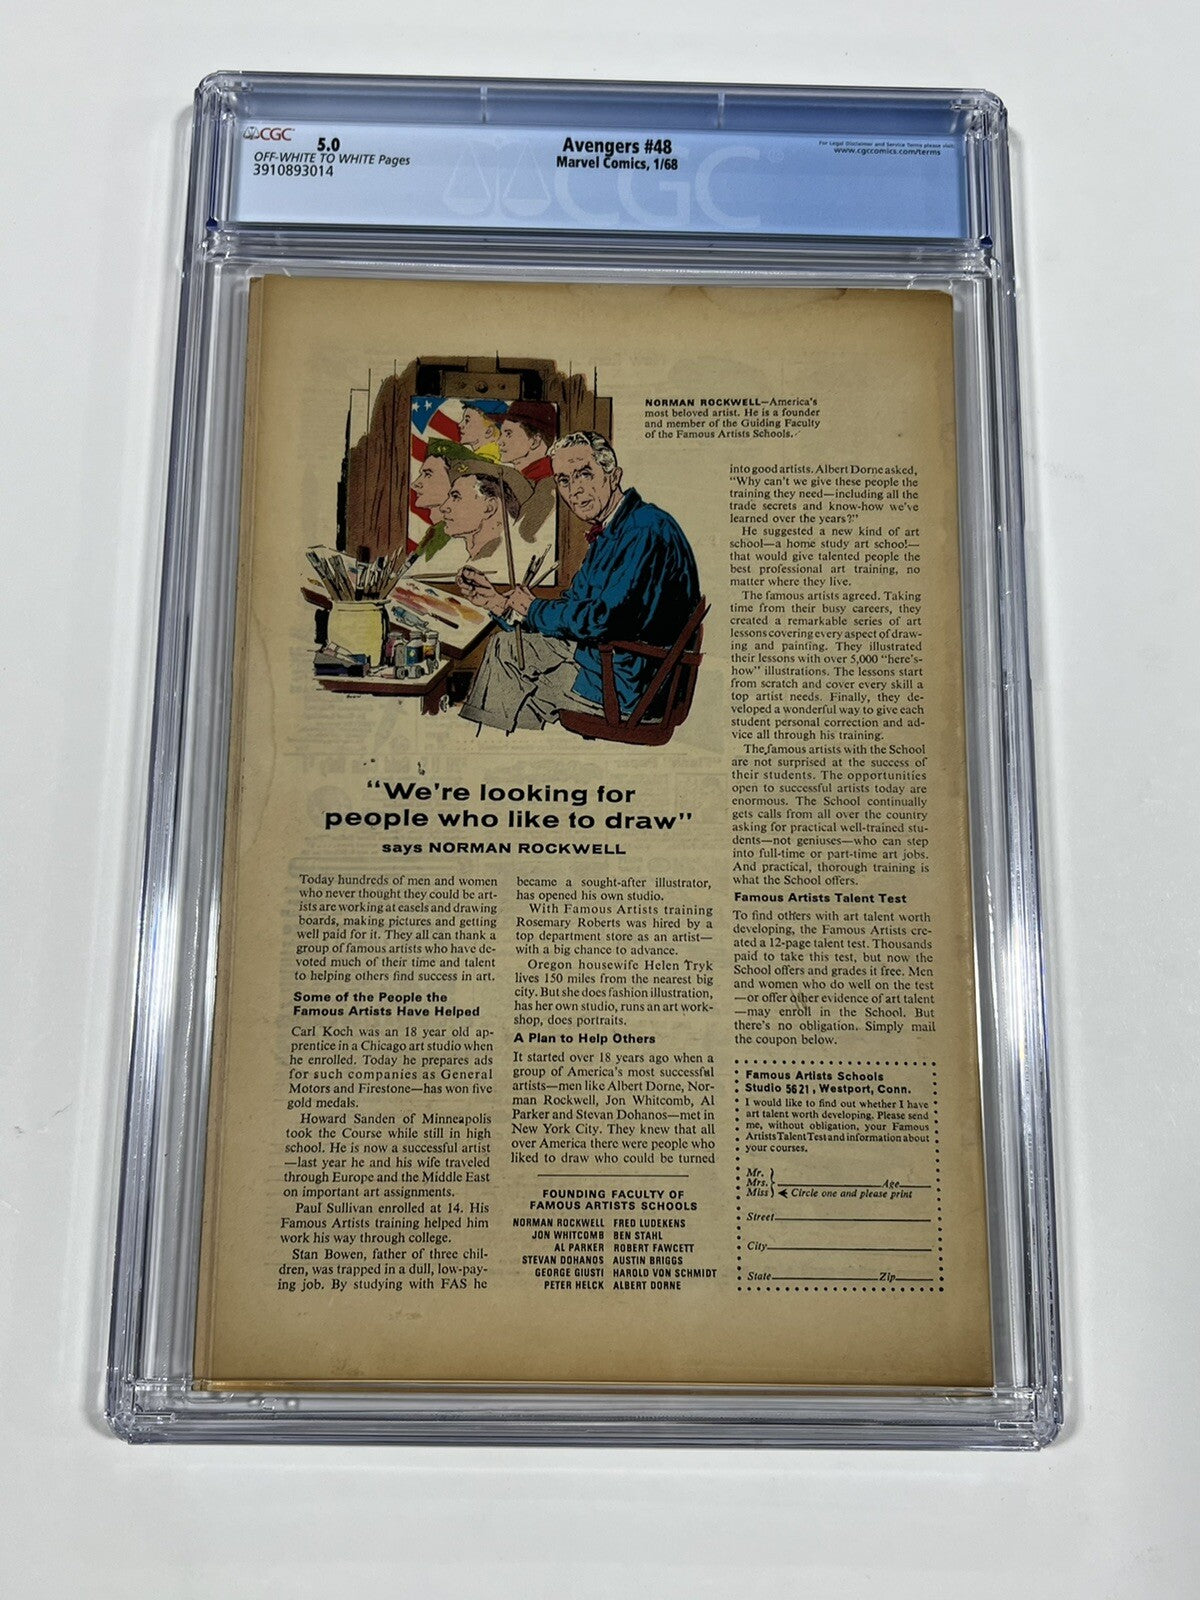 CGC
5.0
OFF-WHITE TO WHITE Pages
3910893014
Avengers #48
Marvel Comics, 1/68
For Legal Disclaimer and Service Terms please visit:
www.cgccomics.com/terms
CGC
NORMAN ROCKWELL—America's
most beloved artist. He is a founder
and member of the Guiding Faculty
of the Famous Artists Schools.
"We're looking for
people who like to draw"
says NORMAN ROCKWELL
Today hundreds of men and women
who never thought they could be art-
ists are working at easels and drawing
boards, making pictures and getting
well paid for it. They all can thank a
group of famous artists who have de-
voted much of their time and talent
to helping others find success in art.
Some of the People the
Famous Artists Have Helped
Carl Koch was an 18 year old ap-
prentice in a Chicago art studio when
he enrolled. Today he prepares ads
for such companies as General
Motors and Firestone—has won five
gold medals.
Howard Sanden of Minneapolis
took the Course while still in high
school. He is now a successful artist
—last year he and his wife traveled
through Europe and the Middle East
on important art assignments.
Paul Sullivan enrolled at 14. His
Famous Artists training helped him
work his way through college.
Stan Bowen, father of three chil-
dren, was trapped in a dull, low-pay-
ing job. By studying with FAS he
became a sought-after illustrator,
has opened his own studio.
With Famous Artists training
Rosemary Roberts was hired by a
top department store as an artist—
with a big chance to advance.
Oregon housewife Helen Tryk
lives 150 miles from the nearest big
city. But she does fashion illustration,
has her own studio, runs an art work-
shop, does portraits.
A Plan to Help Others
It started over 18 years ago when a
group of America's most successful
artists—men like Albert Dorne, Nor-
man Rockwell, Jon Whitcomb, Al
Parker and Stevan Dohanos—met in
New York City. They knew that all
over America there were people who
liked to draw who could be turned
into good artists. Albert Dorne asked,
"Why can't we give these people the
training they need—including all the
trade secrets and know-how we've
learned over the years?"
He suggested a new kind of art
school—a home study art school—
that would give talented people the
best professional art training, no
matter where they live.
The famous artists agreed. Taking
time from their busy careers, they
created a remarkable series of art
lessons covering every aspect of draw-
ing and painting. They illustrated
their lessons with over 5,000 "here's-
how" illustrations. The lessons start
from scratch and cover every skill a
top artist needs. Finally, they de-
veloped a wonderful way to give each
student personal correction and ad-
vice all through his training.
The famous artists with the School
are not surprised at the success of
their students. The opportunities
open to successful artists today are
enormous. The School continually
gets calls from all over the country
asking for practical well-trained stu-
dents—not geniuses—who can step
into full-time or part-time art jobs.
And practical, thorough training is
what the School offers.
Famous Artists Talent Test
To find others with art talent worth
developing, the Famous Artists cre-
ated a 12-page talent test. Thousands
paid to take this test, but now the
School offers and grades it free. Men
and women who do well on the test
—or offer other evidence of art talent
—may enroll in the School. But
there's no obligation. Simply mail
the coupon below.
FOUNDING FACULTY OF
FAMOUS ARTISTS SCHOOLS
NORMAN ROCKWELL FRED LUDEKENS
JON WHITCOMB BEN STAHL
AL PARKER ROBERT FAWCETT
STEVAN DOHANOS AUSTIN BRIGGS
GEORGE GIUSTI HAROLD VON SCHMIDT
PETER HELCK ALBERT DORNE
Famous Artists Schools
Studio 5621, Westport, Conn.
I would like to find out whether I have
art talent worth developing. Please send
me, without obligation, your Famous
Artists Talent Test and information about
your courses.
Mr.
Mrs. Age
Miss Circle one and please print
Street
City
State Zip